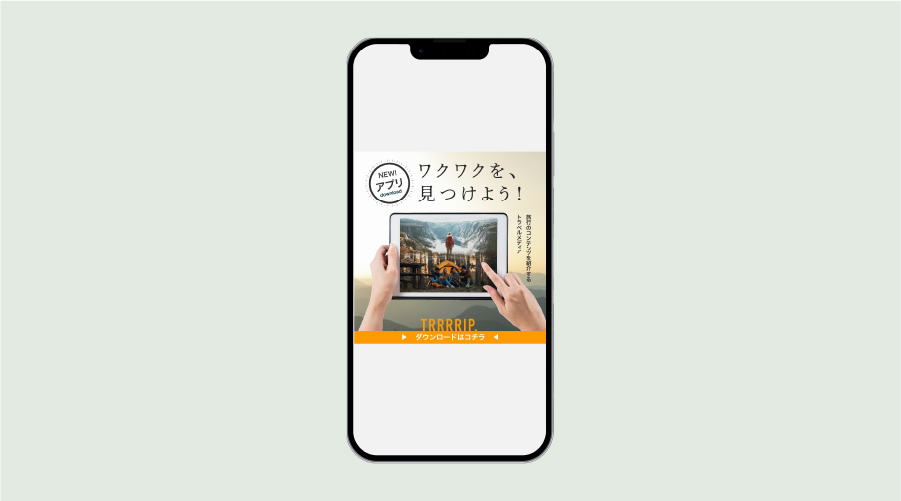 NEW!
アプリ
download
ワクワクを、
見つけよう!
旅行のコンテンツを紹介する
トラベルメディア
TRRRRIP.
ダウンロードはコチラ